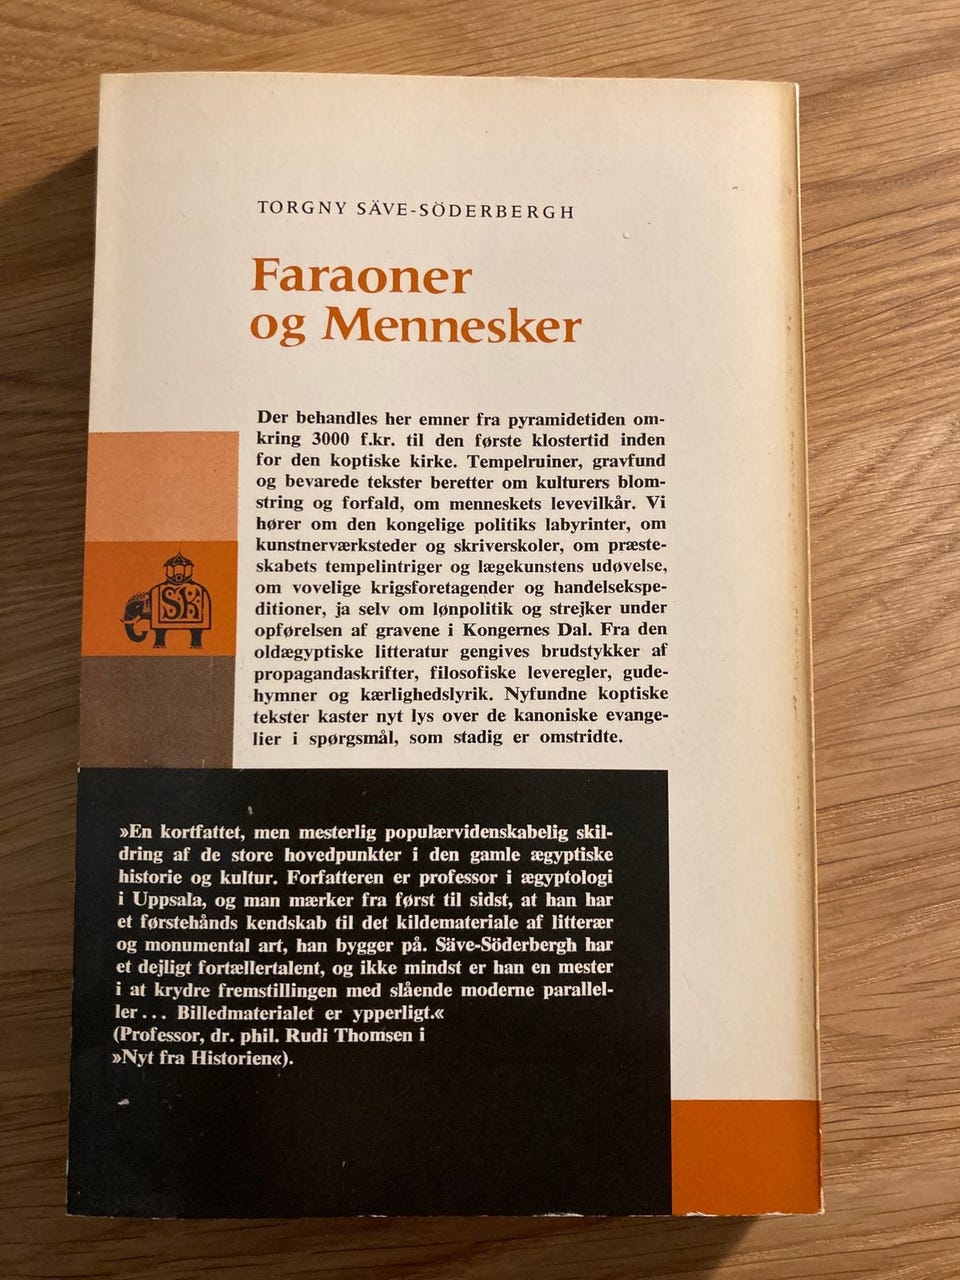 TORGNY SÄVE-SÖDERBERGH
Faraoner
og Mennesker
Der behandles her emner fra pyramidetiden om-
kring 3000 f.kr. til den første klostertid inden
for den koptiske kirke. Tempelruiner, gravfund
og bevarede tekster beretter om kulturers blom-
string og forfald, om menneskets levevilkår. Vi
hører om den kongelige politiks labyrinter, om
kunstnerværksteder og skriverskoler, om præste-
skabets tempelintriger og lægekunstens udøvelse,
om vovelige krigsforetagender og handelsekspe-
ditioner, ja selv om lønpolitik og strejker under
opførelsen af gravene i Kongernes Dal. Fra den
oldægyptiske litteratur gengives brudstykker af
propagandaskrifter, filosofiske leveregler, gude-
hymner og kærlighedslyrik. Nyfundne koptiske
tekster kaster nyt lys over de kanoniske evange-
lier i spørgsmål, som stadig er omstridte.
SK
»En kortfattet, men mesterlig populærvidenskabelig skil-
dring af de store hovedpunkter i den gamle ægyptiske
historie og kultur. Forfatteren er professor i ægyptologi
i Uppsala, og man mærker fra først til sidst, at han har
et førstehånds kendskab til det kildemateriale af litterær
og monumental art, han bygger på. Säve-Söderbergh har
et dejligt fortællertalent, og ikke mindst er han en mester
i at krydre fremstillingen med slående moderne parallel-
ler... Billedmaterialet er ypperligt.«
(Professor, dr. phil. Rudi Thomsen i
»Nyt fra Historien«).